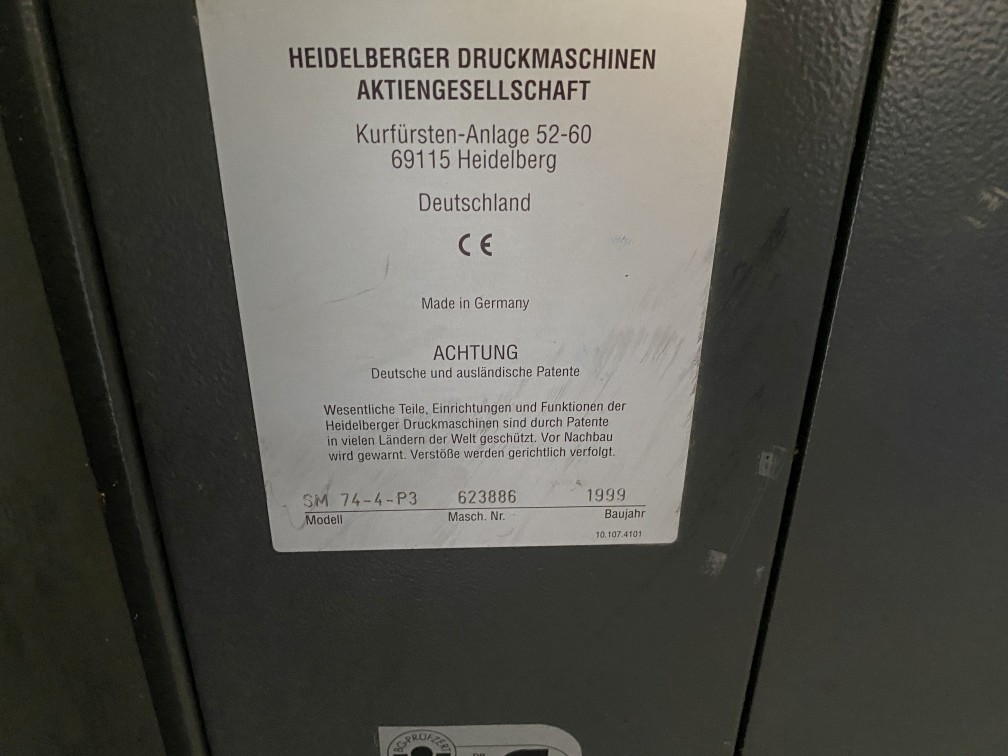 HEIDELBERGER DRUCKMASCHINEN
AKTIENGESELLSCHAFT
Kurfürsten-Anlage 52-60
69115 Heidelberg
Deutschland
CE
Made in Germany
ACHTUNG
Deutsche und ausländische Patente
Wesentliche Teile, Einrichtungen und Funktionen der
Heidelberger Druckmaschinen sind durch Patente
in vielen Ländern der Welt geschützt. Vor Nachbau
wird gewarnt. Verstöße werden gerichtlich verfolgt.
SM 74-4-P3 623886 1999
Modell Masch. Nr. Baujahr
10.107.4101